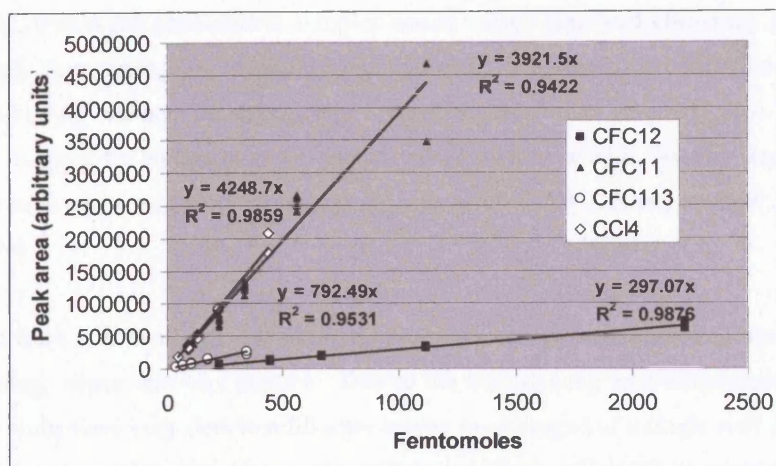 Peak area (arbitrary units)
5000000
4500000
4000000
3500000
3000000
2500000
2000000
1500000
1000000
500000
0
y = 3921.5x
R² = 0.9422
CFC12
CFC11
CFC113
CCl4
y = 4248.7x
R² = 0.9859
y = 792.49x
R² = 0.9531
y = 297.07x
R² = 0.9876
0
500
1000
1500
2000
2500
Femtomoles